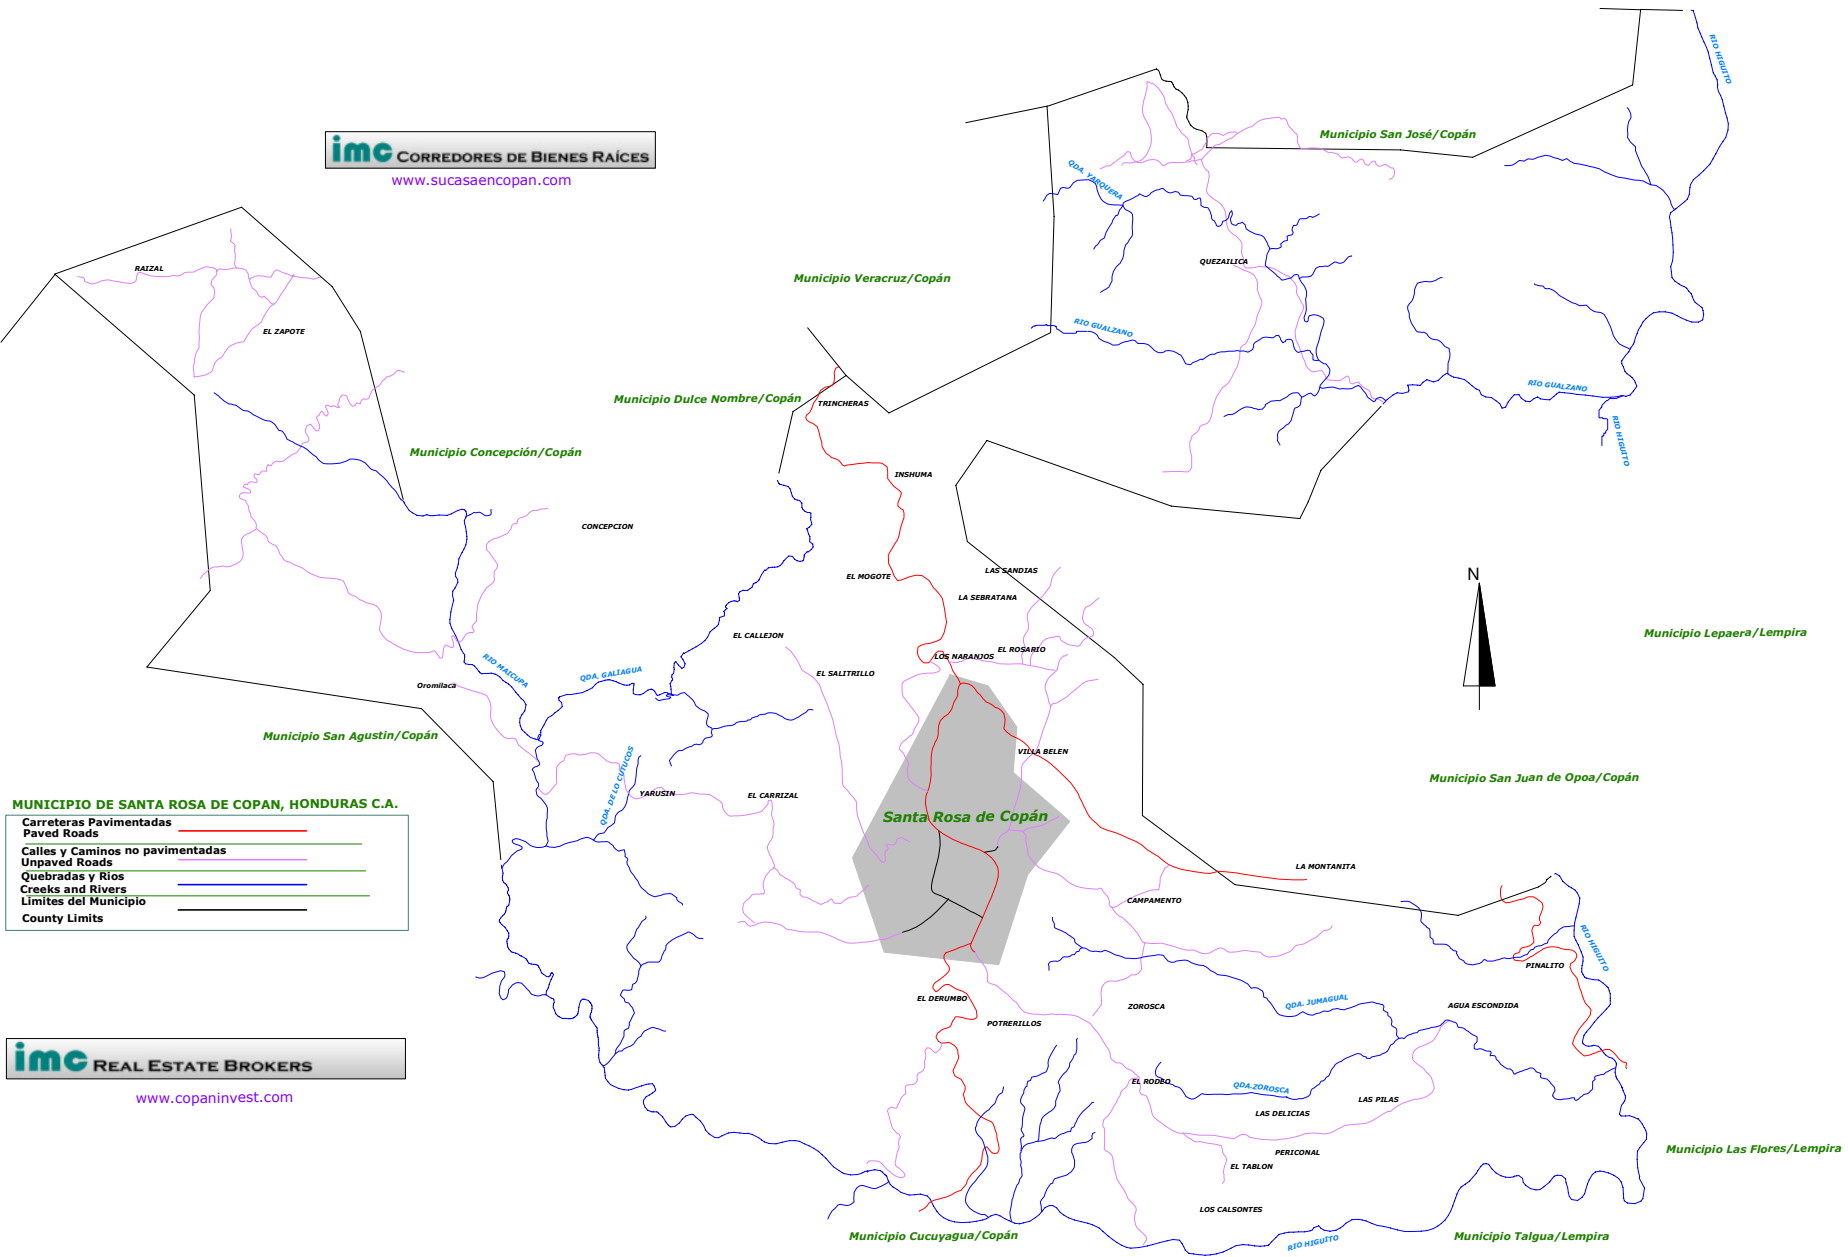 RIO HIGUITO
Municipio San José/Copán
imc CORREDORES DE BIENES RAÍCES
www.sucasaencopan.com
QDA. YARQUERA
QUEZAILICA
RAIZAL
Municipio Veracruz/Copán
EL ZAPOTE
RIO GUALZANO
RIO GUALZANO
Municipio Dulce Nombre/Copán
TRINCHERAS
RIO HIGUITO
Municipio Concepción/Copán
INSHUMA
CONCEPCION
EL MOGOTE
LAS SANDIAS
N
LA SEBRATANA
EL CALLEJON
Municipio Lepaera/Lempira
EL ROSARIO
LOS NARANJOS
RIO MAICUPA
QDA. GALIAGUA
EL SALITRILLO
Oromilaca
Municipio San Agustin/Copán
VILLA BELEN
Municipio San Juan de Opoa/Copán
QDA. DE LO CUTUCOS
YARUSIN
EL CARRIZAL
Santa Rosa de Copán
MUNICIPIO DE SANTA ROSA DE COPAN, HONDURAS C.A.
Carreteras Pavimentadas
Paved Roads
Calles y Caminos no pavimentadas
Unpaved Roads
Quebradas y Rios
Creeks and Rivers
Limites del Municipio
County Limits
LA MONTANITA
CAMPAMENTO
RIO HIGUITO
PINALITO
EL DERUMBO
ZOROSCA
QDA. JUMAGUAL
AGUA ESCONDIDA
POTRERILLOS
imc REAL ESTATE BROKERS
www.copaninvest.com
EL RODEO
QDA.ZOROSCA
LAS PILAS
LAS DELICIAS
PERICONAL
EL TABLON
Municipio Las Flores/Lempira
LOS CALSONTES
Municipio Cucuyagua/Copán
RIO HIGUITO
Municipio Talgua/Lempira